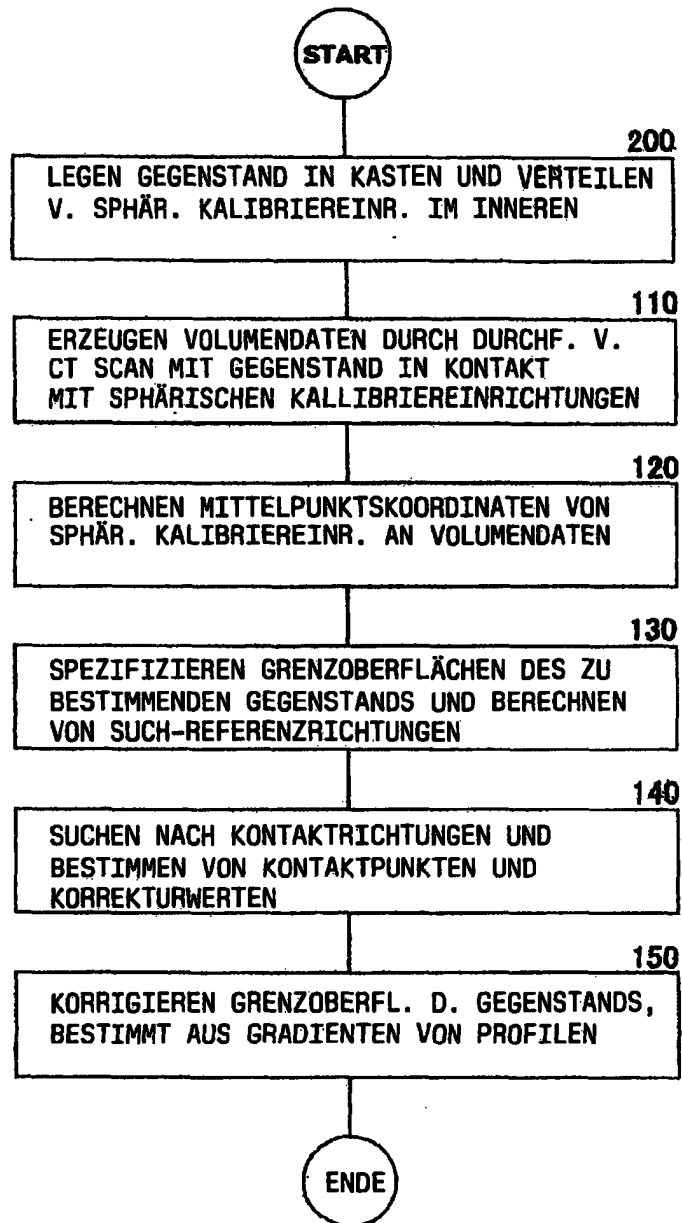 START
200
LEGEN GEGENSTAND IN KASTEN UND VERTEILEN
V. SPHÄR. KALIBRIEREINR. IM INNEREN
110
ERZEUGEN VOLUMENDATEN DURCH DURCHF. V.
CT SCAN MIT GEGENSTAND IN KONTAKT
MIT SPHÄRISCHEN KALLIBRIEREINRICHTUNGEN
120
BERECHNEN MITTELPUNKTSKOORDINATEN VON
SPHÄR. KALIBRIEREINR. AN VOLUMENDATEN
130
SPEZIFIZIEREN GRENZOBERFLÄCHEN DES ZU
BESTIMMENDEN GEGENSTANDS UND BERECHNEN
VON SUCH-REFERENZRICHTUNGEN
140
SUCHEN NACH KONTAKTRICHTUNGEN UND
BESTIMMEN VON KONTAKTPUNKTEN UND
KORREKTURWERTEN
150
KORRIGIEREN GRENZOBERFL. D. GEGENSTANDS,
BESTIMMT AUS GRADIENTEN VON PROFILEN
ENDE